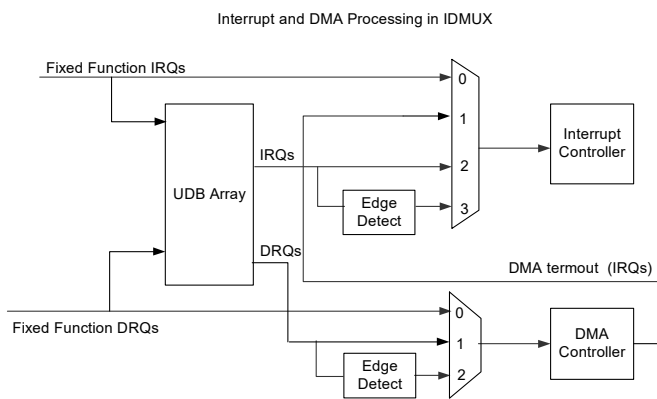 Interrupt and DMA Processing in IDMUX
Fixed Function IRQs
0
1
Interrupt
Controller
IRQs
2
UDB Array
Edge
Detect
3
DRQs
DMA termout (IRQs)
Fixed Function DRQs
0
1
DMA
Controller
Edge
Detect
2